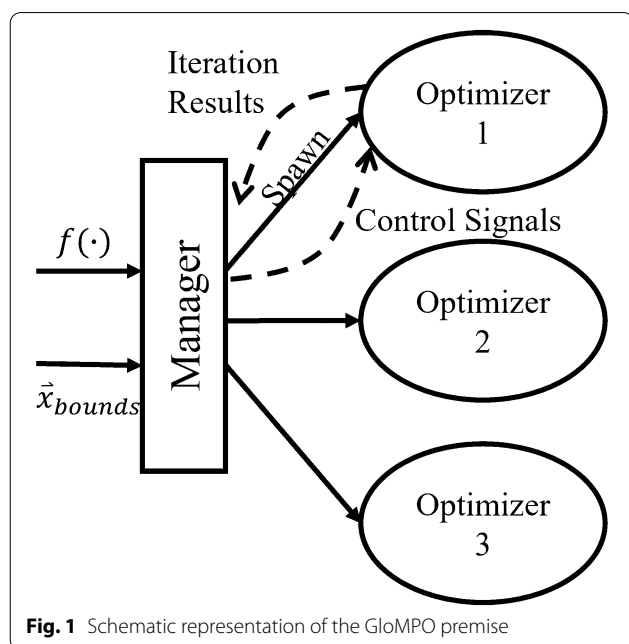 Iteration
Results
Spawn
Optimizer
1
Control Signals
f(·)
Manager
x⃗bounds
Optimizer
2
Optimizer
3
Fig. 1 Schematic representation of the GloMPO premise